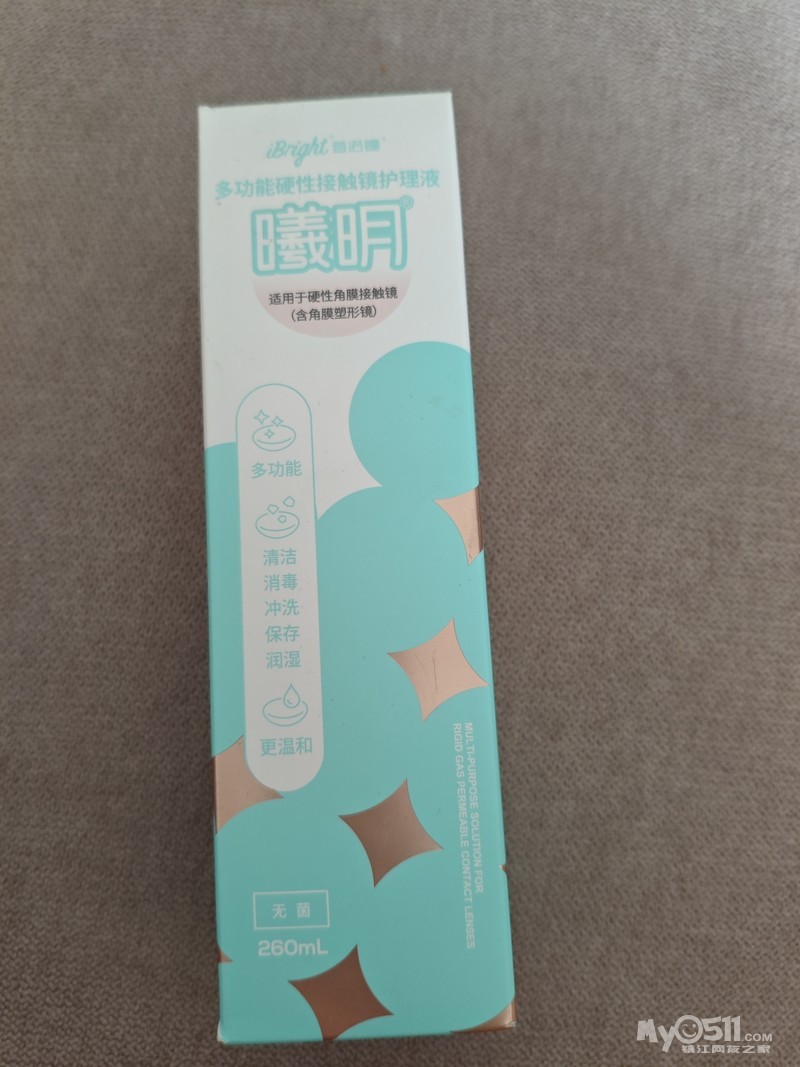 iBright 普诺瞳
多功能硬性接触镜护理液
曦明®
适用于硬性角膜接触镜
(含角膜塑形镜)
多功能
清洁
消毒
冲洗
保存
润湿
更温和
MULTI-PURPOSE SOLUTION FOR
RIGID GAS PERMEABLE CONTACT LENSES
无菌
260mL
My0511.COM
镇江网友之家